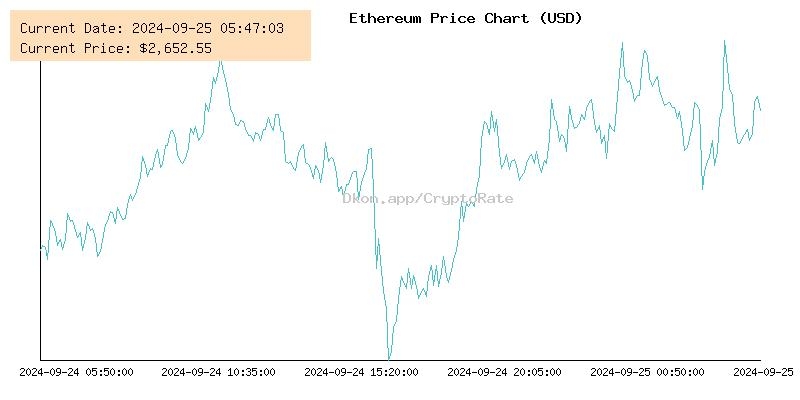 Ethereum Price Chart (USD)
Current Date: 2024-09-25 05:47:03
Current Price: $2,652.55
Dkon.app/CryptoRate
2024-09-24 05:50:00
2024-09-24 10:35:00
2024-09-24 15:20:00
2024-09-24 20:05:00
2024-09-25 00:50:00
2024-09-25